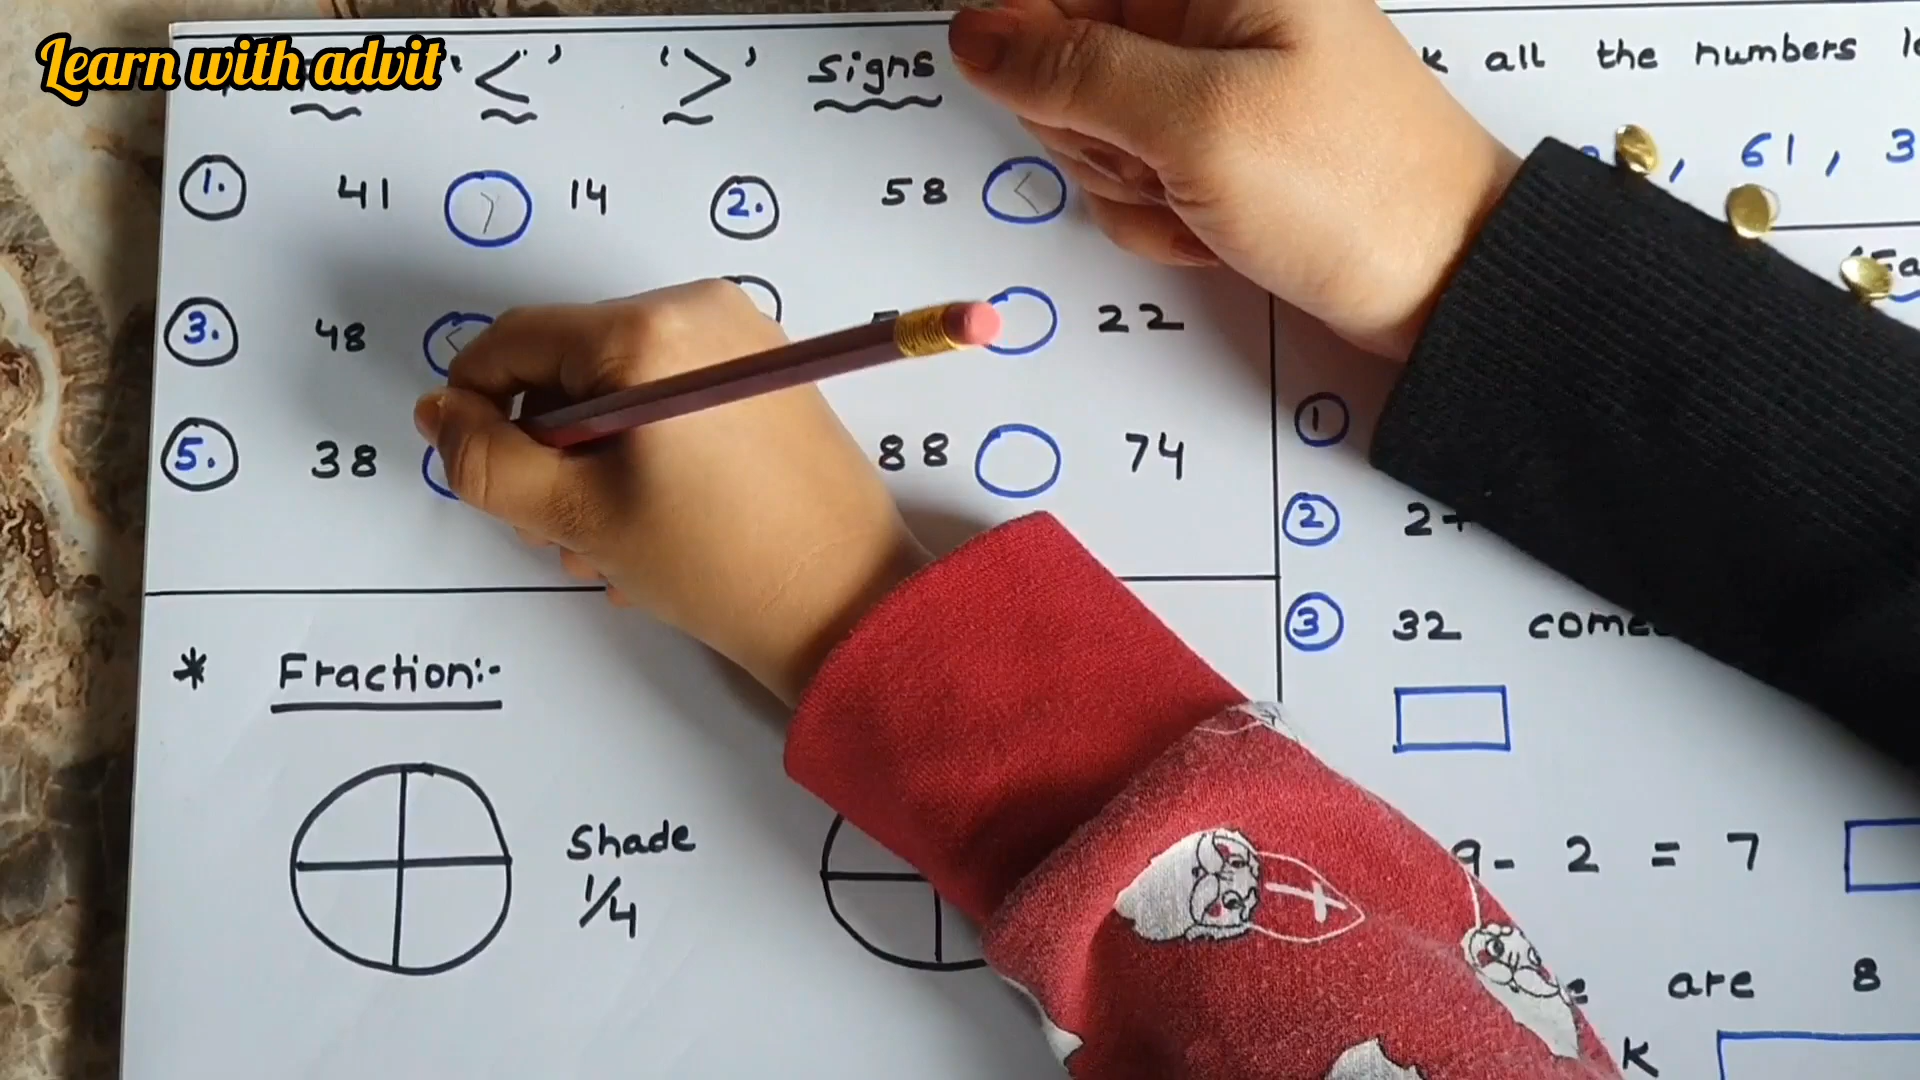 Learn with advit
'<' '>' signs
1. 41 > 14
2. 58 <
3. 48 <
22
5. 38
88 74
* Fraction:-
Shade
1/4
all the numbers
, 61 , 3
1
2 2+
3 32
9- 2 = 7
are 8